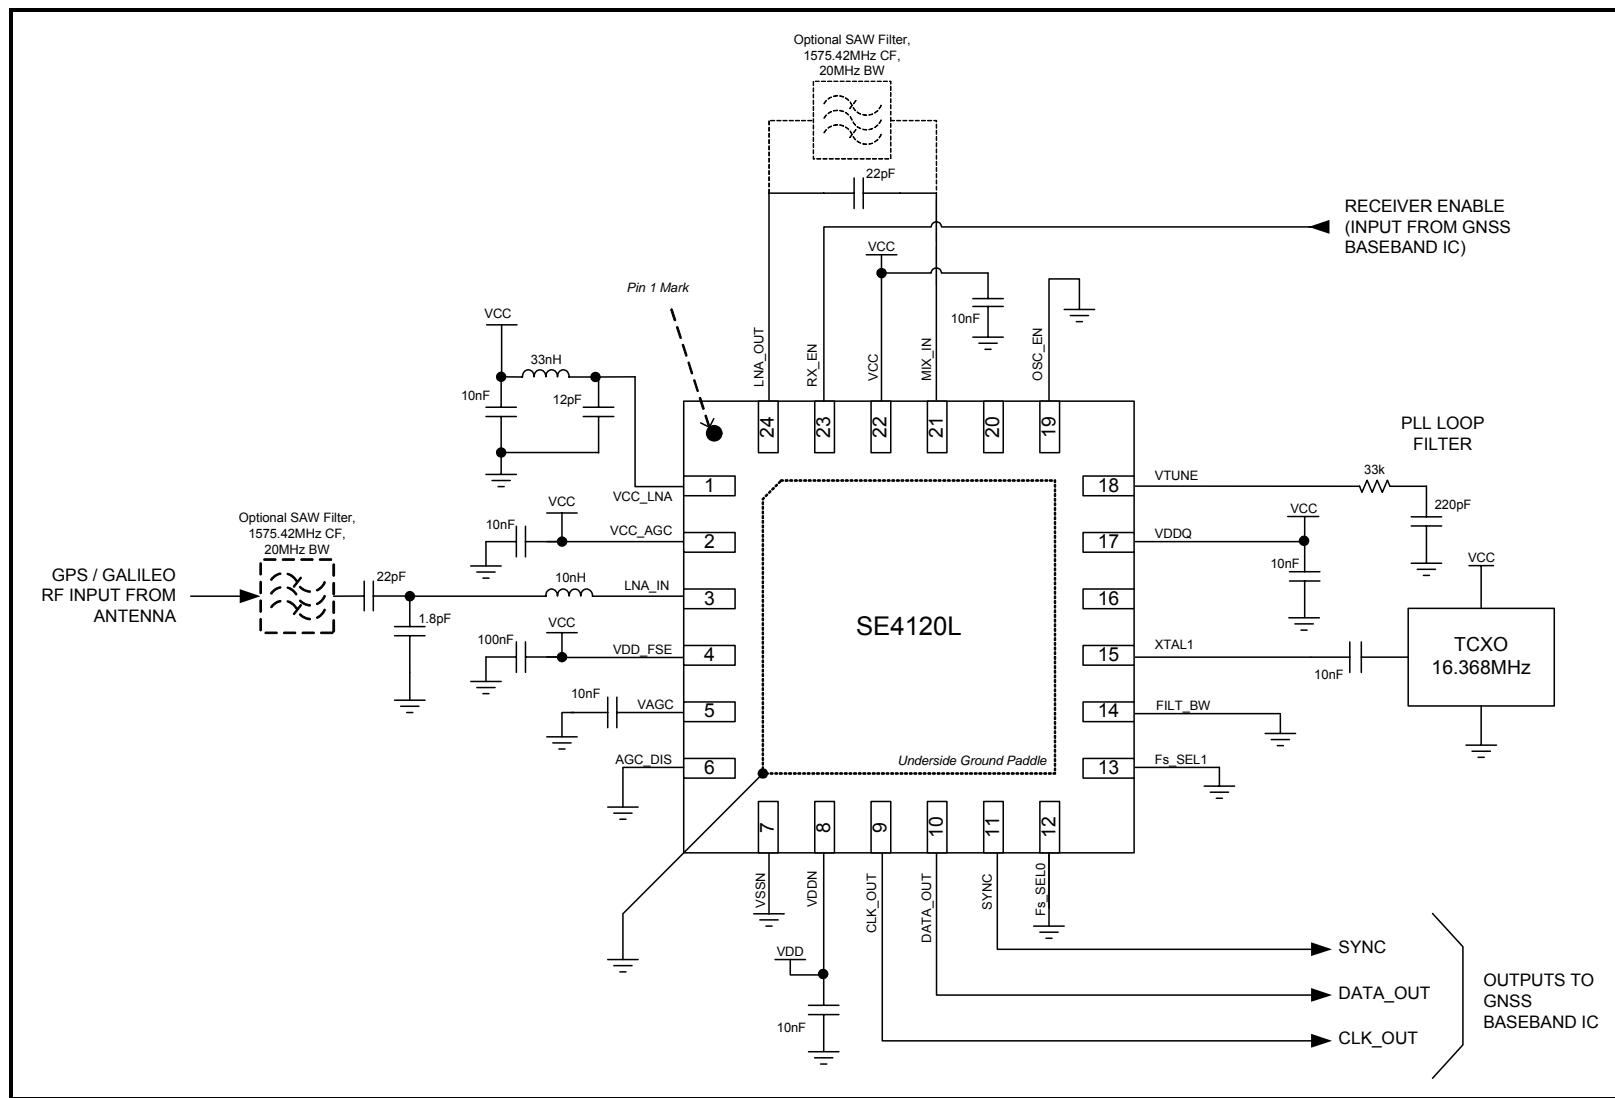 Optional SAW Filter,
1575.42MHz CF,
20MHz BW
22pF
RECEIVER ENABLE
(INPUT FROM GNSS
BASEBAND IC)
VCC
10nF
Pin 1 Mark
LNA_OUT
RX_EN
VCC
MIX_IN
OSC_EN
VCC
33nH
10nF
12pF
24
23
22
21
20
19
PLL LOOP
FILTER
1
VCC_LNA
18
VTUNE
33k
220pF
VCC
10nF
VCC_AGC
2
17
VDDQ
VCC
10nF
Optional SAW Filter,
1575.42MHz CF,
20MHz BW
GPS / GALILEO
RF INPUT FROM
ANTENNA
22pF
1.8pF
10nH
LNA_IN
3
16
VCC
100nF
VDD_FSE
4
SE4120L
15
XTAL1
10nF
VCC
TCXO
16.368MHz
10nF
VAGC
5
14
FILT_BW
AGC_DIS
6
Underside Ground Paddle
13
Fs_SEL1
7
8
9
10
11
12
VSSN
VDDN
CLK_OUT
DATA_OUT
SYNC
Fs_SEL0
VDD
10nF
SYNC
DATA_OUT
CLK_OUT
OUTPUTS TO
GNSS
BASEBAND IC